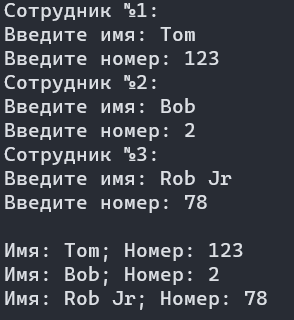 Сотрудник №1:
Введите имя: Tom
Введите номер: 123
Сотрудник №2:
Введите имя: Bob
Введите номер: 2
Сотрудник №3:
Введите имя: Rob Jr
Введите номер: 78
Имя: Tom; Номер: 123
Имя: Bob; Номер: 2
Имя: Rob Jr; Номер: 78